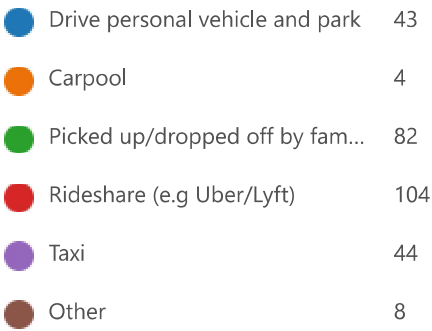 Drive personal vehicle and park 43
Carpool 4
Picked up/dropped off by fam... 82
Rideshare (e.g Uber/Lyft) 104
Taxi 44
Other 8